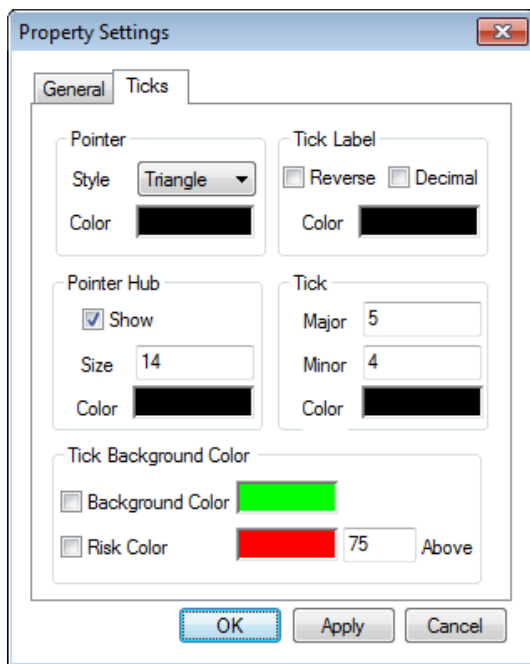 Property Settings
General Ticks
Pointer
Style Triangle
Color
Tick Label
Reverse Decimal
Color
Pointer Hub
Show
Size 14
Color
Tick
Major 5
Minor 4
Color
Tick Background Color
Background Color
Risk Color 75 Above
OK Apply Cancel